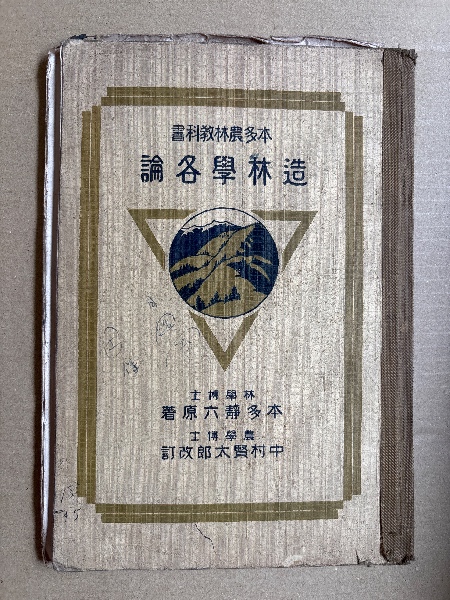 本多農林教科書
造林學各論
林學博士
本多靜六原著
農學博士
中村賢太郎改訂